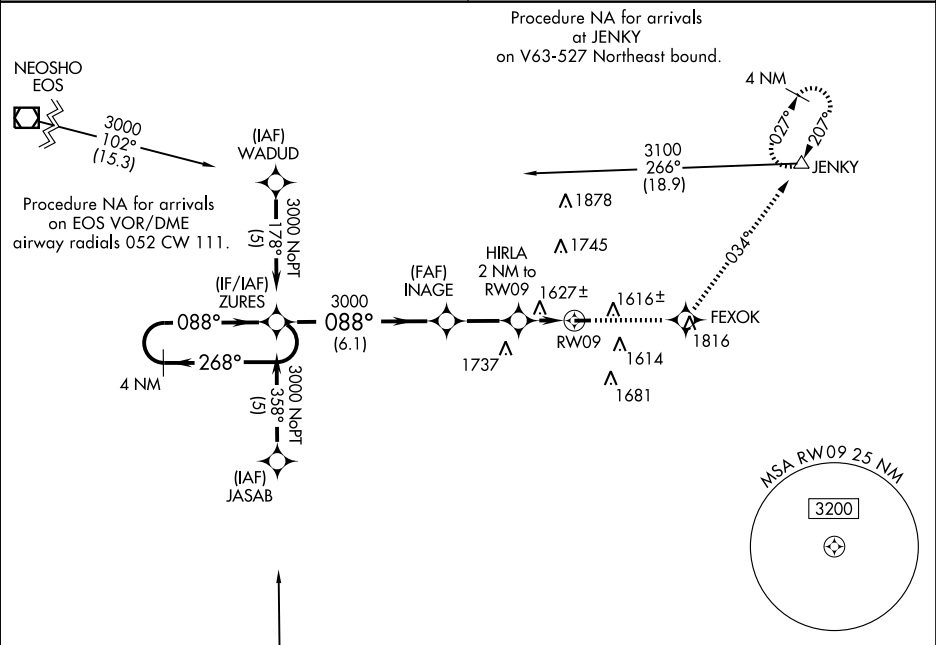 Procedure NA for arrivals
at JENKY
on V63-527 Northeast bound.
NEOSHO
EOS
3000
102°
(15.3)
Procedure NA for arrivals
on EOS VOR/DME
airway radials 052 CW 111.
(IAF)
WADUD
3000 NoPT
178°
(5)
4 NM
027°
207°
JENKY
3100
266°
(18.9)
1878
1745
034°
(IF/IAF)
ZURES
088°
268°
4 NM
3000
088°
(6.1)
(FAF)
INAGE
HIRLA
2 NM to
RW09
1627±
1737
RW09
1616±
1614
1681
FEXOK
1816
3000 NoPT
358°
(5)
(IAF)
JASAB
MSA RW09 25 NM
3200